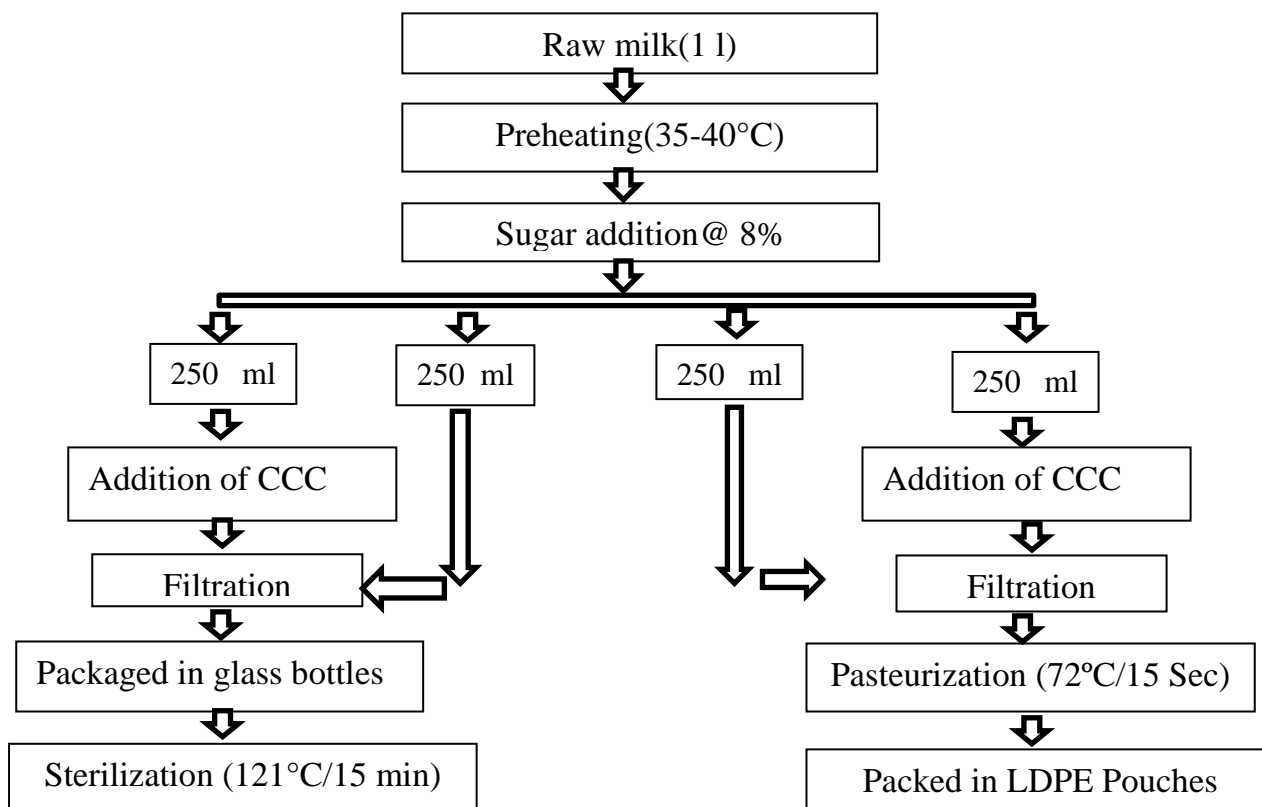 Raw milk(1 l)
Preheating(35-40°C)
Sugar addition@ 8%
250 ml
250 ml
250 ml
250 ml
Addition of CCC
Addition of CCC
Filtration
Filtration
Packaged in glass bottles
Pasteurization (72ºC/15 Sec)
Sterilization (121°C/15 min)
Packed in LDPE Pouches